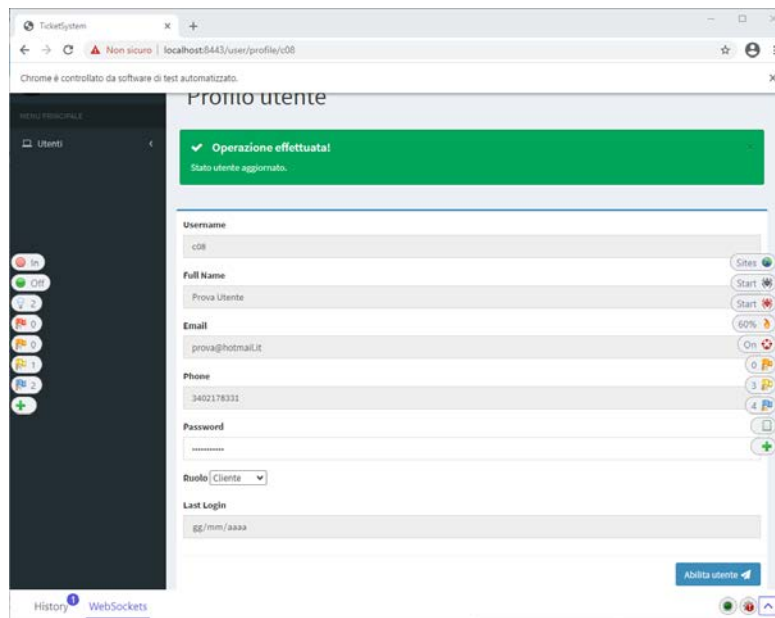 TicketSystem
Non sicuro | localhost:8443/user/profile/c08
Chrome è controllato da software di test automatizzato.
Profilo utente
MENU PRINCIPALE
Utenti
Operazione effettuata!
Stato utente aggiornato.
Username
c08
Full Name
Prova Utente
Email
prova@hotmail.it
Phone
3402178331
Password
Ruolo Cliente
Last Login
gg/mm/aaaa
Abilita utente
In
Off
2
0
0
1
2
Sites
Start
Start
60%
On
0
3
4
History 1 WebSockets